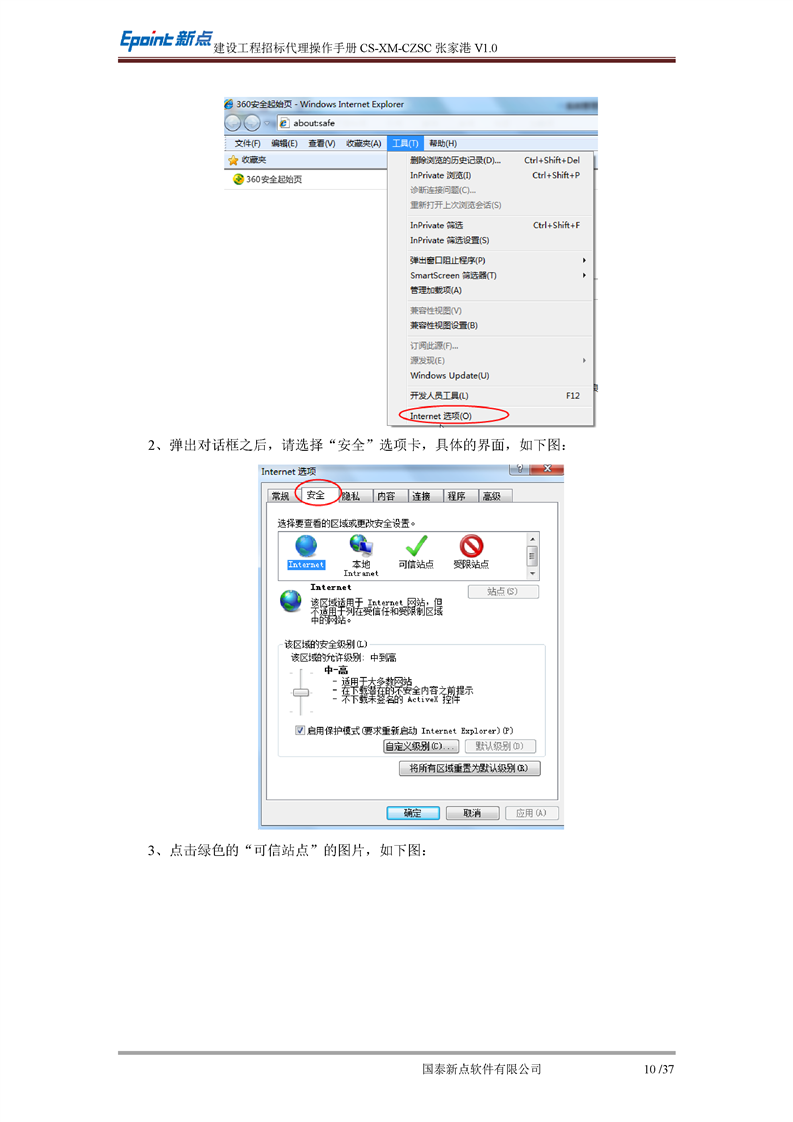 Epoint 新点 建设工程招标代理操作手册 CS-XM-CZSC 张家港 V1.0
360安全起始页 - Windows Internet Explorer
about:safe
文件(F) 编辑(E) 查看(V) 收藏夹(A) 工具(T) 帮助(H)
收藏夹
360安全起始页
删除浏览的历史记录(D)... Ctrl+Shift+Del
InPrivate 浏览(I) Ctrl+Shift+P
诊断连接问题(C)...
重新打开上次浏览会话(S)
InPrivate 筛选 Ctrl+Shift+F
InPrivate 筛选设置(S)
弹出窗口阻止程序(P)
SmartScreen 筛选器(T)
管理加载项(A)
兼容性视图(V)
兼容性视图设置(B)
订阅此源(F)...
源发现(E)
Windows Update(U)
开发人员工具(L) F12
Internet 选项(O)
2、弹出对话框之后，请选择“安全”选项卡，具体的界面，如下图：
Internet 选项
常规 安全 隐私 内容 连接 程序 高级
选择要查看的区域或更改安全设置。
Internet 本地 可信站点 受限站点
Intranet
Internet
站点(S)
该区域适用于 Internet 网站，但
不适用于列在受信任和受限制区域
中的网站。
该区域的安全级别(L)
该区域的允许级别: 中到高
中-高
- 适用于大多数网站
- 在下载潜在的不安全内容之前提示
- 不下载未签名的 ActiveX 控件
启用保护模式(要求重新启动 Internet Explorer)(P)
自定义级别(C)... 默认级别(D)
将所有区域重置为默认级别(R)
确定 取消 应用(A)
3、点击绿色的“可信站点”的图片，如下图：
国泰新点软件有限公司 10 /37